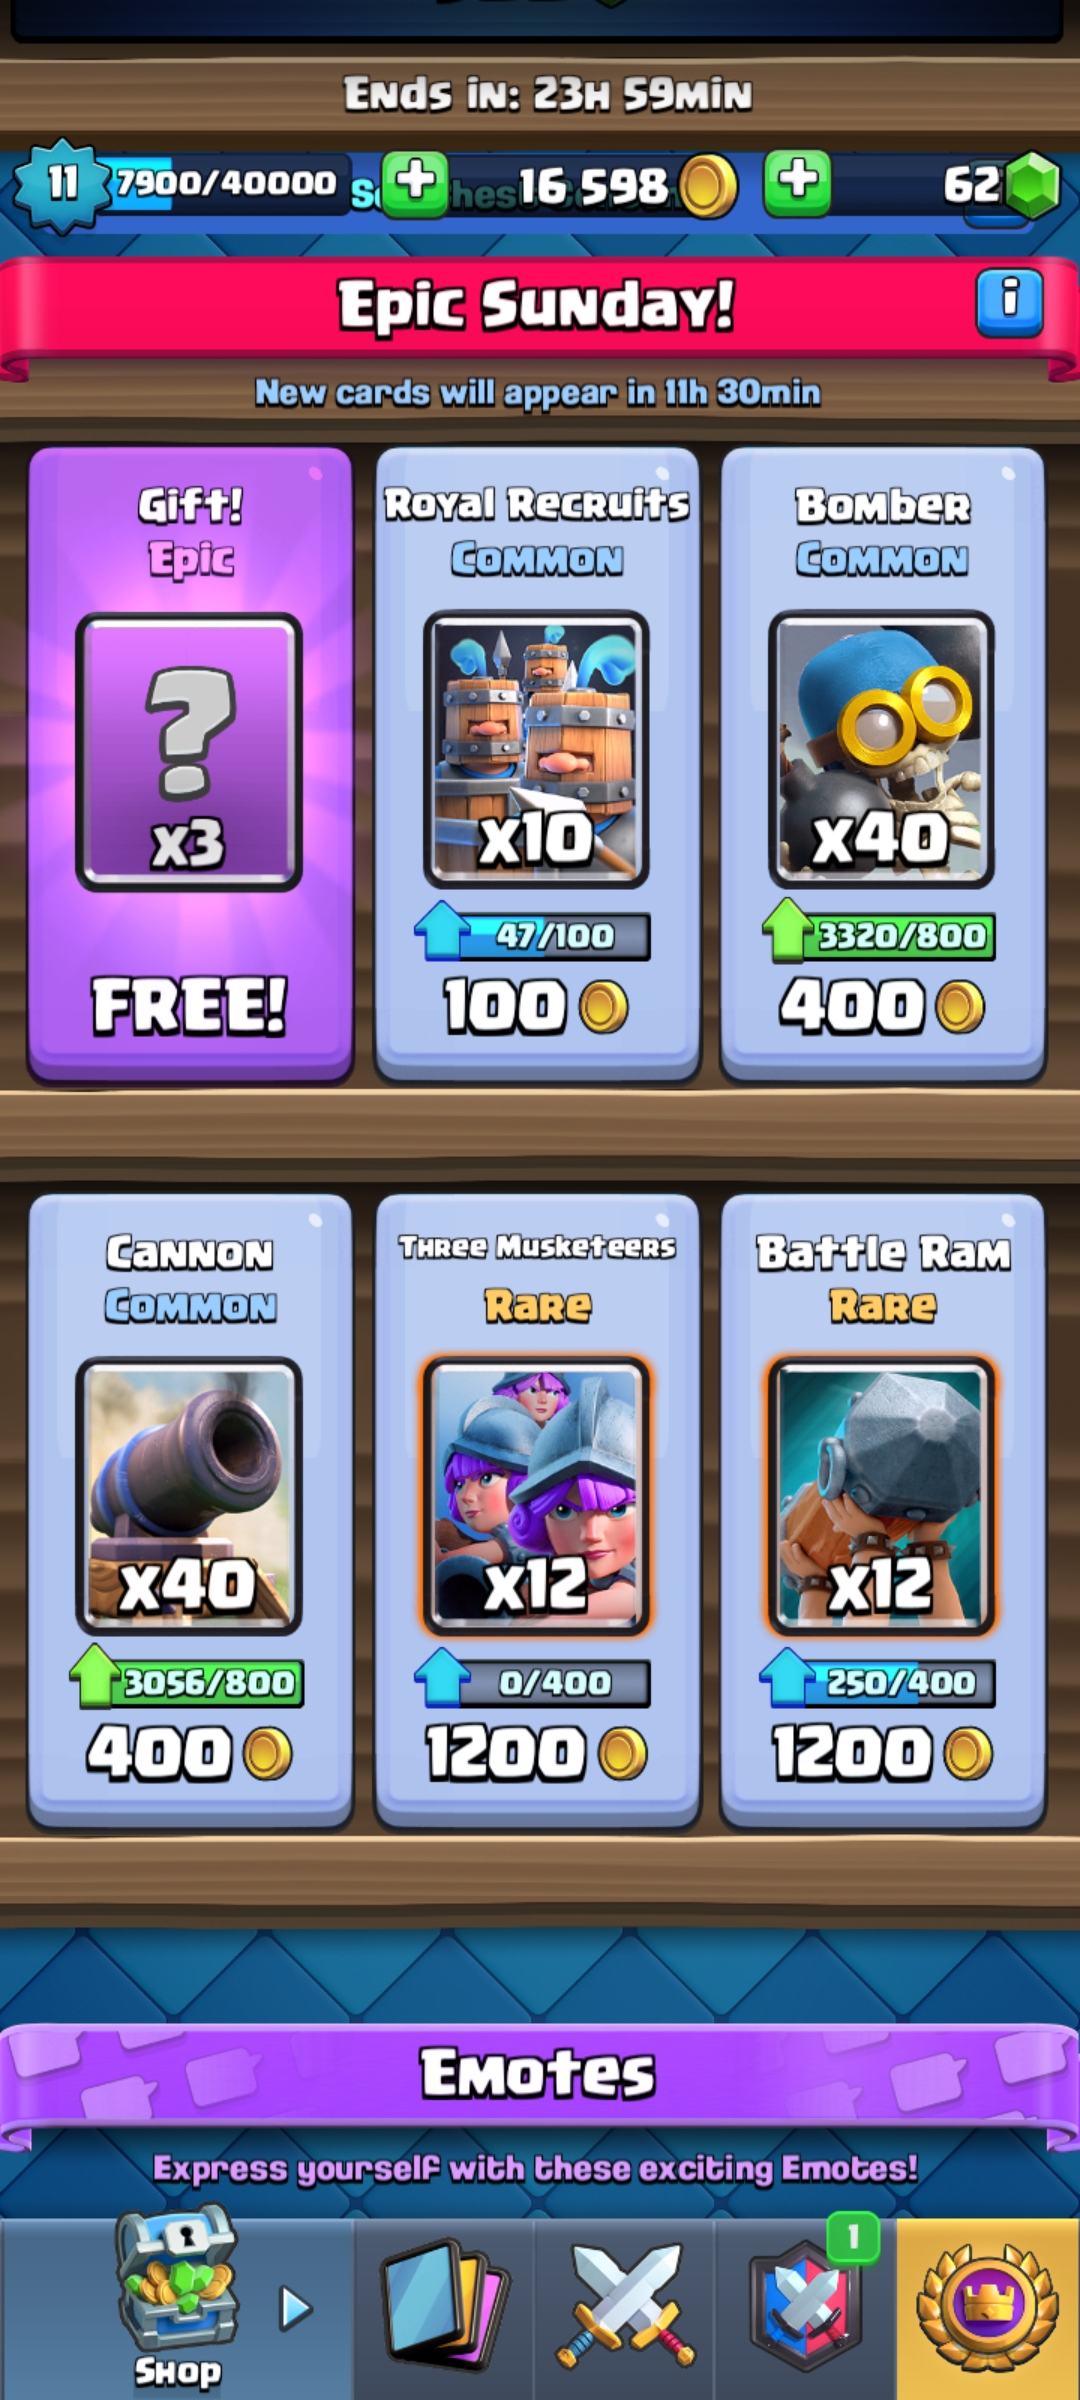 Ends in: 23H 59Min
11
7900/40000
16 598
62
Epic Sunday!
i
New cards will appear in 11h 30min
Gift!
Epic
?
x3
FREE!
Royal Recruits
Common
x10
47/100
100
Bomber
Common
x40
3320/800
400
Cannon
Common
x40
3056/800
400
Three Musketeers
Rare
x12
0/400
1200
Battle Ram
Rare
x12
250/400
1200
Emotes
Express yourself with these exciting Emotes!
1
Shop